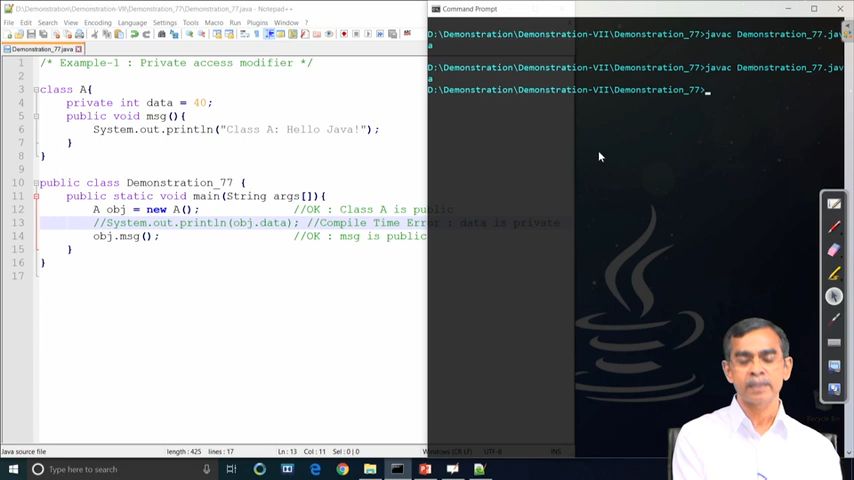 D:\Demonstration\Demonstration-VII\Demonstration_77\Demonstration_77.java - Notepad++
File Edit Search View Encoding Language Settings Tools Macro Run Plugins Window ?
Demonstration_77.java
1 /* Example-1 : Private access modifier */
2
3 class A{
4 private int data = 40;
5 public void msg(){
6 System.out.println("Class A: Hello Java!");
7 }
8 }
9
10 public class Demonstration_77 {
11 public static void main(String args[]){
12 A obj = new A(); //OK : Class A is public
13 //System.out.println(obj.data); //Compile Time Error : data is private
14 obj.msg(); //OK : msg is public
15 }
16 }
17
Java source file length : 425 lines : 17 Ln : 13 Col : 11 Sel : 0 | 0 Windows (CR LF) UTF-8 INS
Command Prompt
D:\Demonstration\Demonstration-VII\Demonstration_77>javac Demonstration_77.jav
a
D:\Demonstration\Demonstration-VII\Demonstration_77>javac Demonstration_77.jav
a
D:\Demonstration\Demonstration-VII\Demonstration_77>
Recycle Bin
Type here to search